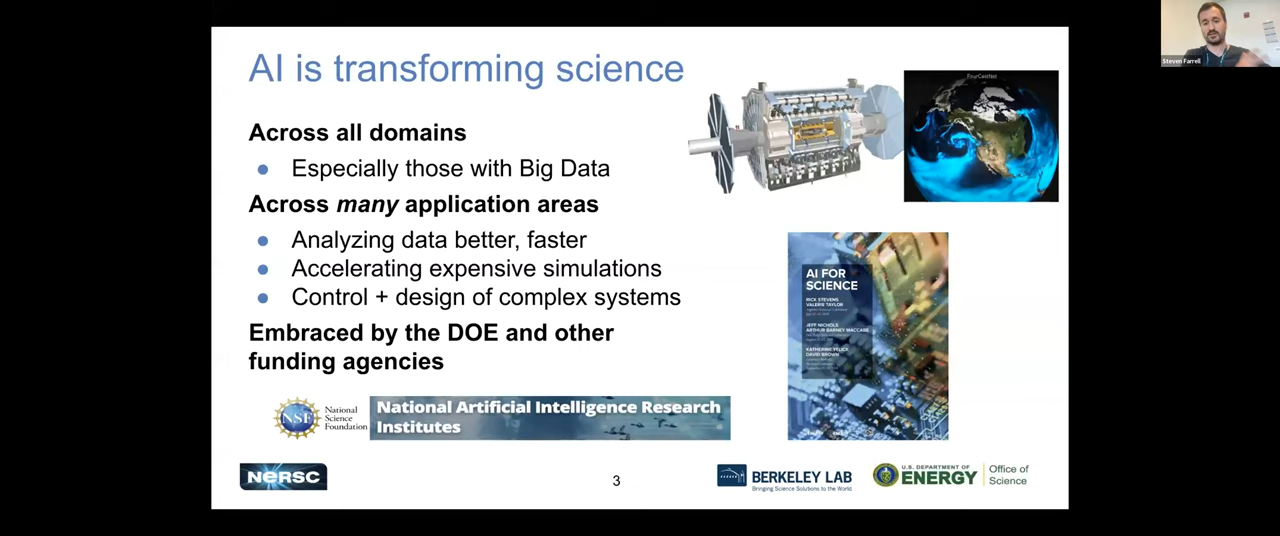 AI is transforming science
Across all domains
● Especially those with Big Data
Across many application areas
● Analyzing data better, faster
● Accelerating expensive simulations
● Control + design of complex systems
Embraced by the DOE and other
funding agencies
NSF
National
Science
Foundation
National Artificial Intelligence Research
Institutes
FourCastNet
AI FOR
SCIENCE
RICK STEVENS
VALERIE TAYLOR
JEFF NICHOLS
ARTHUR BARNEY MACCABE
KATHERINE YELICK
DAVID BROWN
NERSC
3
BERKELEY LAB
Bringing Science Solutions to the World
U.S. DEPARTMENT OF
ENERGY
Office of
Science
Steven Farrell